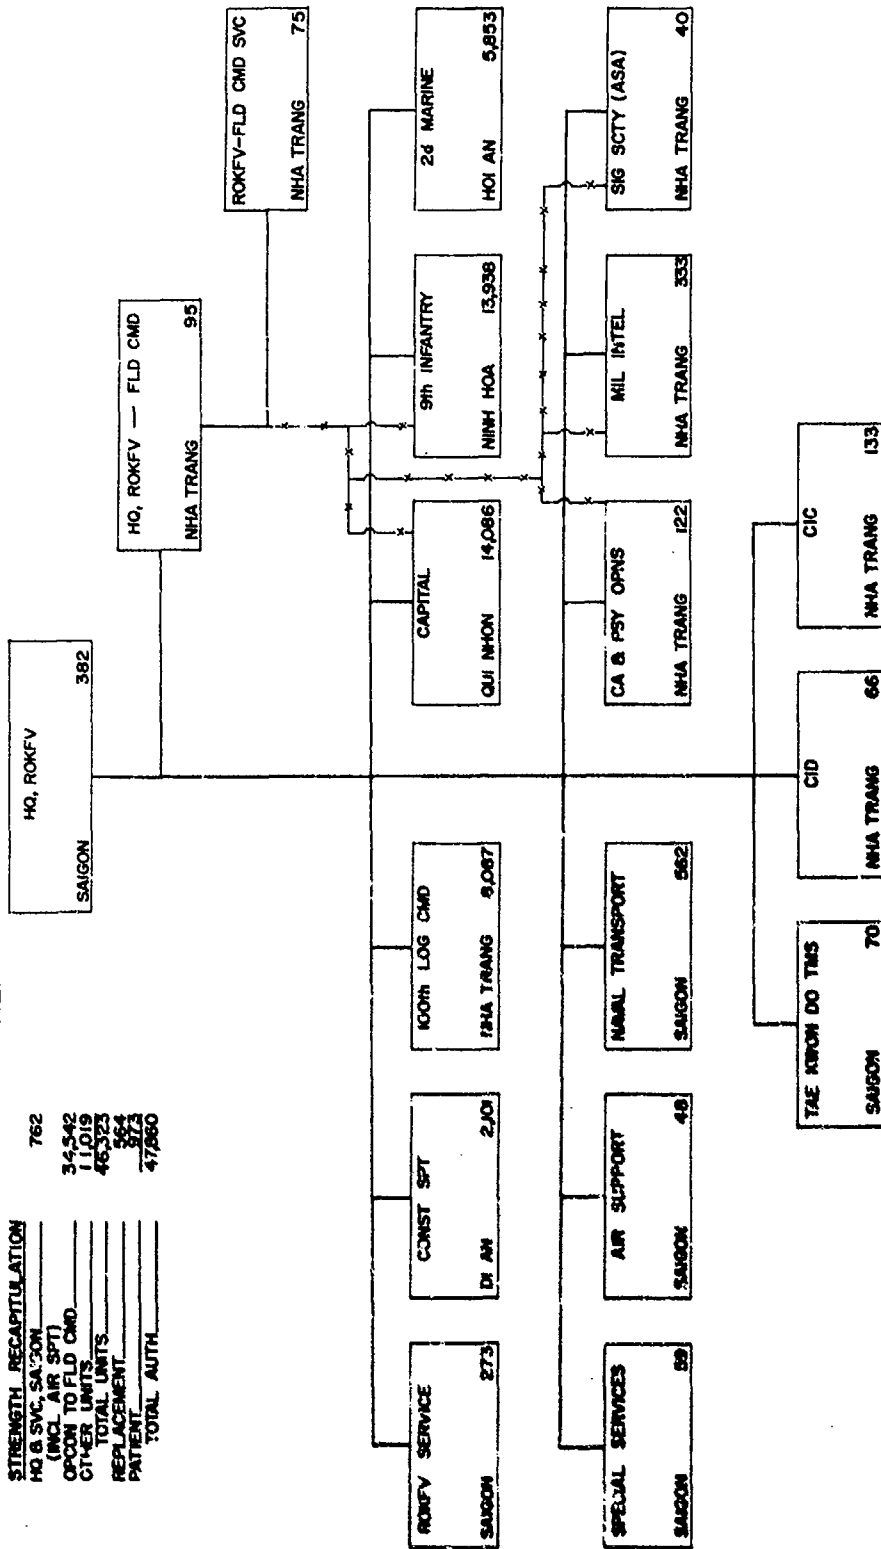 STRENGTH RECAPITULATION
HQ & SVC, SAIGON 762
(INCL AIR SPT)
OPCON TO FLD CMD 34,542
OTHER UNITS 11,019
TOTAL UNITS 46,323
REPLACEMENT 564
PATIENT 973
TOTAL AUTH 47,860
HQ, ROKFV
SAIGON 382
HQ, ROKFV — FLD CMD
NHA TRANG 95
ROKFV-FLD CMD SVC
NHA TRANG 75
ROKFV SERVICE
SAIGON 273
CONST SPT
DI AN 2,101
100th LOG CMD
NHA TRANG 8,087
CAPITAL
QUI NHON 14,086
9th INFANTRY
NINH HOA 13,938
2d MARINE
HOI AN 5,853
SPECIAL SERVICES
SAIGON 59
AIR SUPPORT
SAIGON 48
NAVAL TRANSPORT
SAIGON 562
CA & PSY OPNS
NHA TRANG 122
MIL INTEL
NHA TRANG 333
SIG SCTY (ASA)
NHA TRANG 40
TAE KWON DO TMS
SAIGON 70
CID
NHA TRANG 66
CIC
NHA TRANG 133